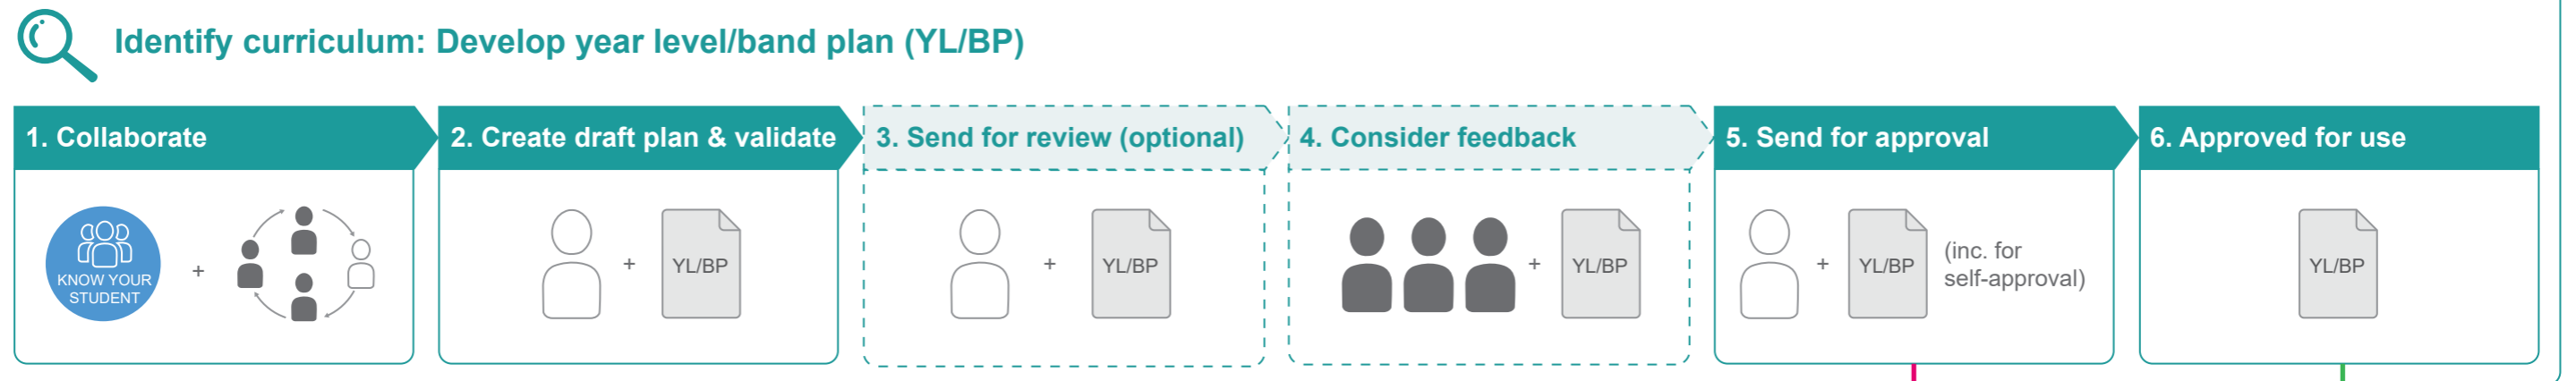 Identify curriculum: Develop year level/band plan (YL/BP)
1. Collaborate
2. Create draft plan & validate
3. Send for review (optional)
4. Consider feedback
5. Send for approval
6. Approved for use
KNOW YOUR
STUDENT
+
+
YL/BP
+
YL/BP
+
YL/BP
+
YL/BP
(inc. for
self-approval)
YL/BP